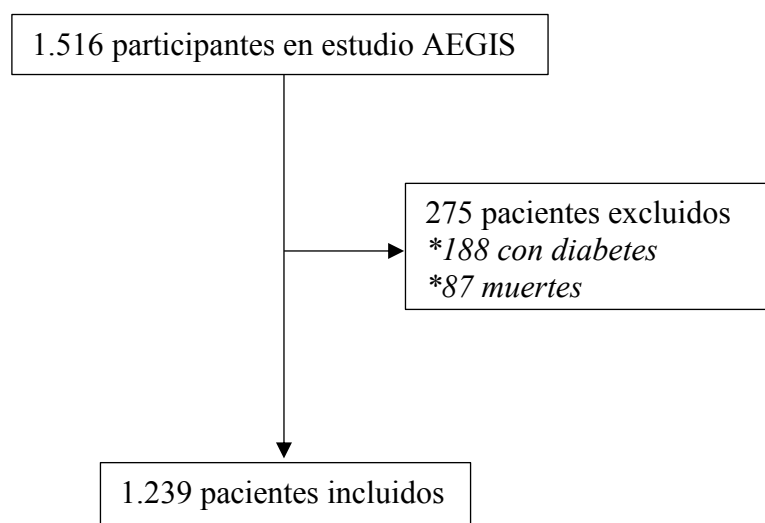 1.516 participantes en estudio AEGIS
275 pacientes excluidos
*188 con diabetes
*87 muertes
1.239 pacientes incluidos